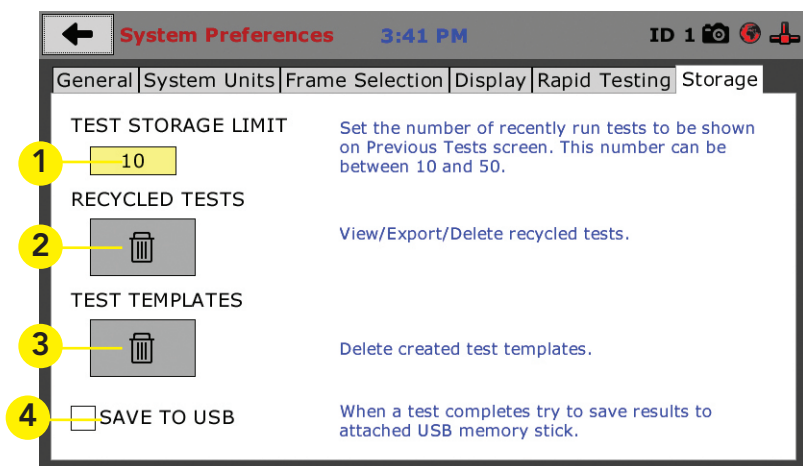 System Preferences 3:41 PM ID 1
General System Units Frame Selection Display Rapid Testing Storage
TEST STORAGE LIMIT
Set the number of recently run tests to be shown
on Previous Tests screen. This number can be
between 10 and 50.
1
10
RECYCLED TESTS
2
View/Export/Delete recycled tests.
TEST TEMPLATES
3
Delete created test templates.
4
SAVE TO USB
When a test completes try to save results to
attached USB memory stick.